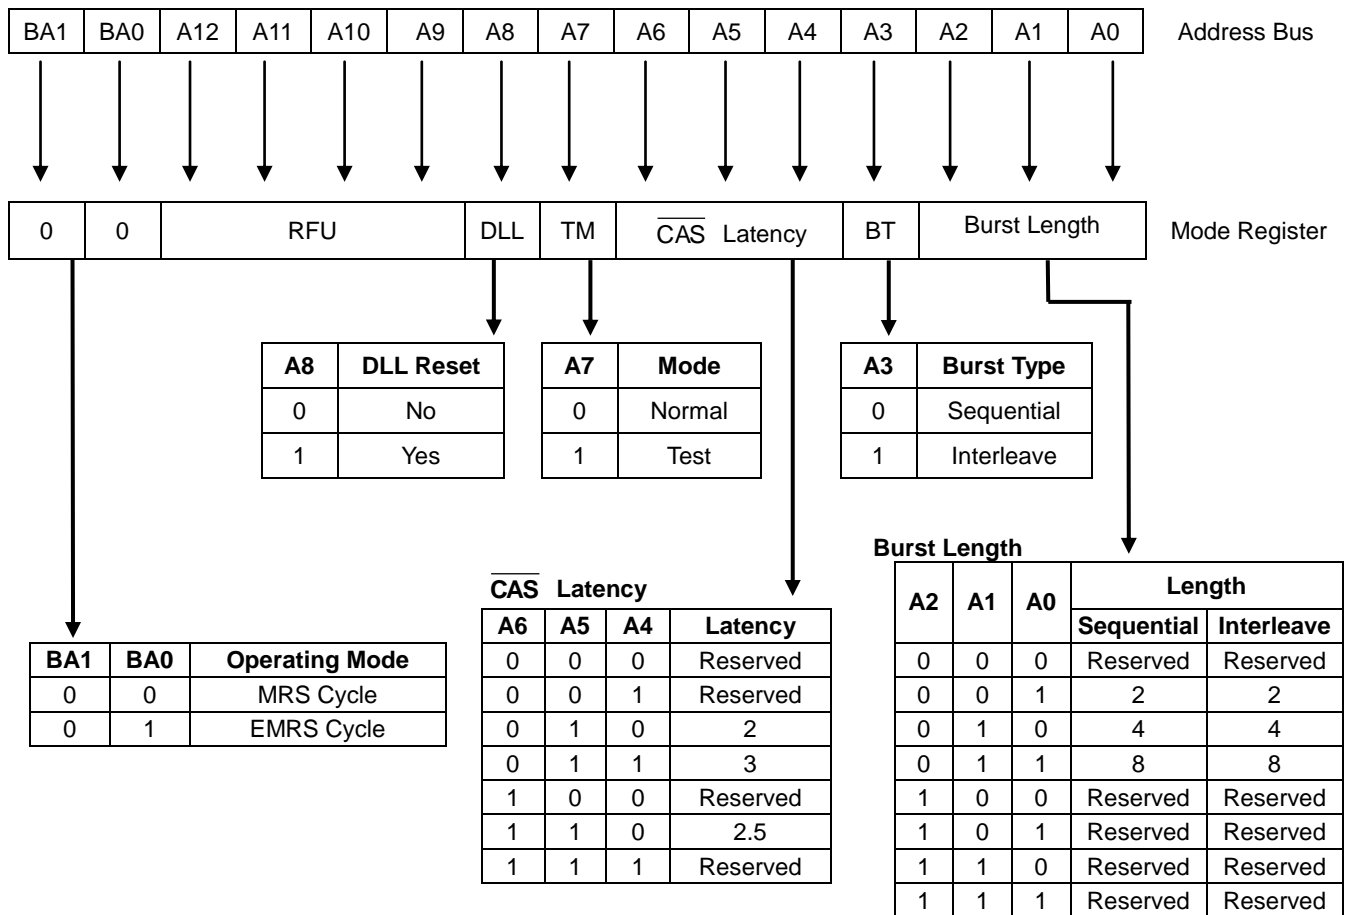 BA1 BA0 A12 A11 A10 A9 A8 A7 A6 A5 A4 A3 A2 A1 A0 Address Bus
0 0 RFU DLL TM CAS Latency BT Burst Length Mode Register
A8 DLL Reset
0 No
1 Yes
A7 Mode
0 Normal
1 Test
A3 Burst Type
0 Sequential
1 Interleave
BA1 BA0 Operating Mode
0 0 MRS Cycle
0 1 EMRS Cycle
CAS Latency
A6 A5 A4 Latency
0 0 0 Reserved
0 0 1 Reserved
0 1 0 2
0 1 1 3
1 0 0 Reserved
1 1 0 2.5
1 1 1 Reserved
Burst Length
A2 A1 A0 Length
Sequential Interleave
0 0 0 Reserved Reserved
0 0 1 2 2
0 1 0 4 4
0 1 1 8 8
1 0 0 Reserved Reserved
1 0 1 Reserved Reserved
1 1 0 Reserved Reserved
1 1 1 Reserved Reserved